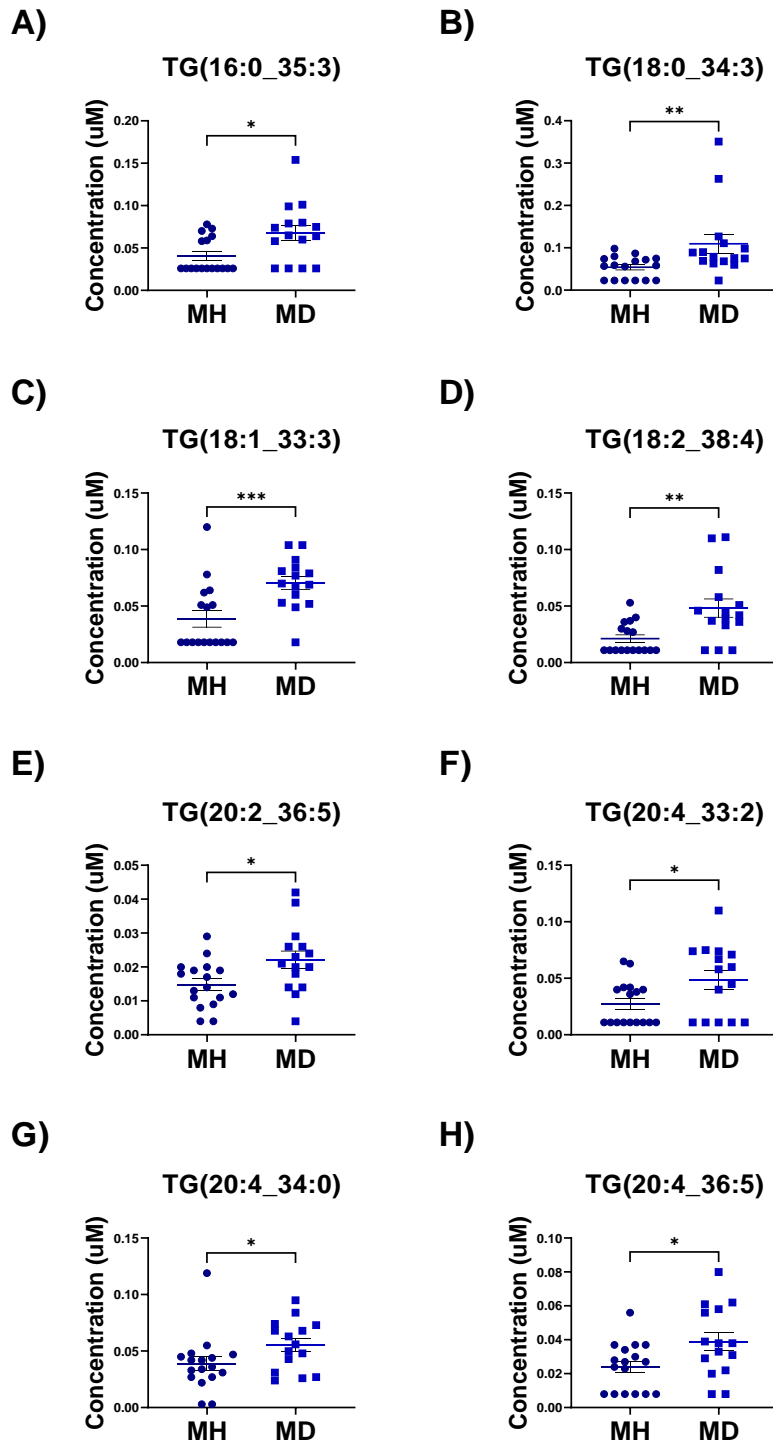 A)
TG(16:0_35:3)
Concentration (uM)
0.20
0.15
0.10
0.05
0.00
*
MH MD
B)
TG(18:0_34:3)
Concentration (uM)
0.4
0.3
0.2
0.1
0.0
**
MH MD
C)
TG(18:1_33:3)
Concentration (uM)
0.15
0.10
0.05
0.00
***
MH MD
D)
TG(18:2_38:4)
Concentration (uM)
0.15
0.10
0.05
0.00
**
MH MD
E)
TG(20:2_36:5)
Concentration (uM)
0.05
0.04
0.03
0.02
0.01
0.00
*
MH MD
F)
TG(20:4_33:2)
Concentration (uM)
0.15
0.10
0.05
0.00
*
MH MD
G)
TG(20:4_34:0)
Concentration (uM)
0.15
0.10
0.05
0.00
*
MH MD
H)
TG(20:4_36:5)
Concentration (uM)
0.10
0.08
0.06
0.04
0.02
0.00
*
MH MD